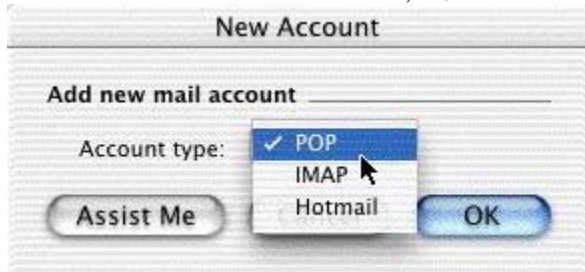 New Account
Add new mail account
Account type:
✓ POP
IMAP
Hotmail
Assist Me
OK